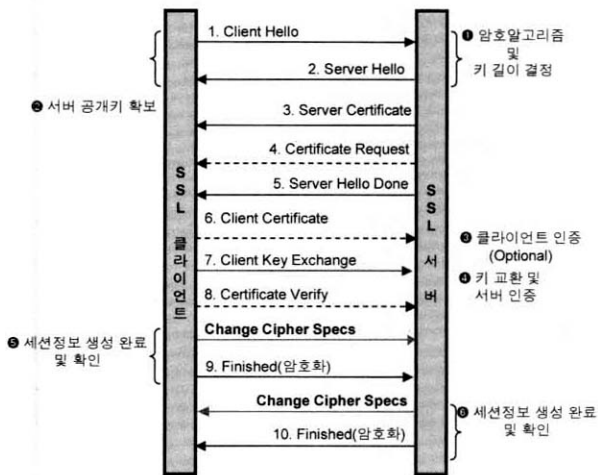 1. Client Hello
❶ 암호알고리즘
및
키 길이 결정
2. Server Hello
❷ 서버 공개키 확보
3. Server Certificate
4. Certificate Request
5. Server Hello Done
SSL 클라이언트
SSL 서버
6. Client Certificate
❸ 클라이언트 인증
(Optional)
7. Client Key Exchange
❹ 키 교환 및
서버 인증
8. Certificate Verify
Change Cipher Specs
❺ 세션정보 생성 완료
및 확인
9. Finished(암호화)
Change Cipher Specs
❻ 세션정보 생성 완료
및 확인
10. Finished(암호화)